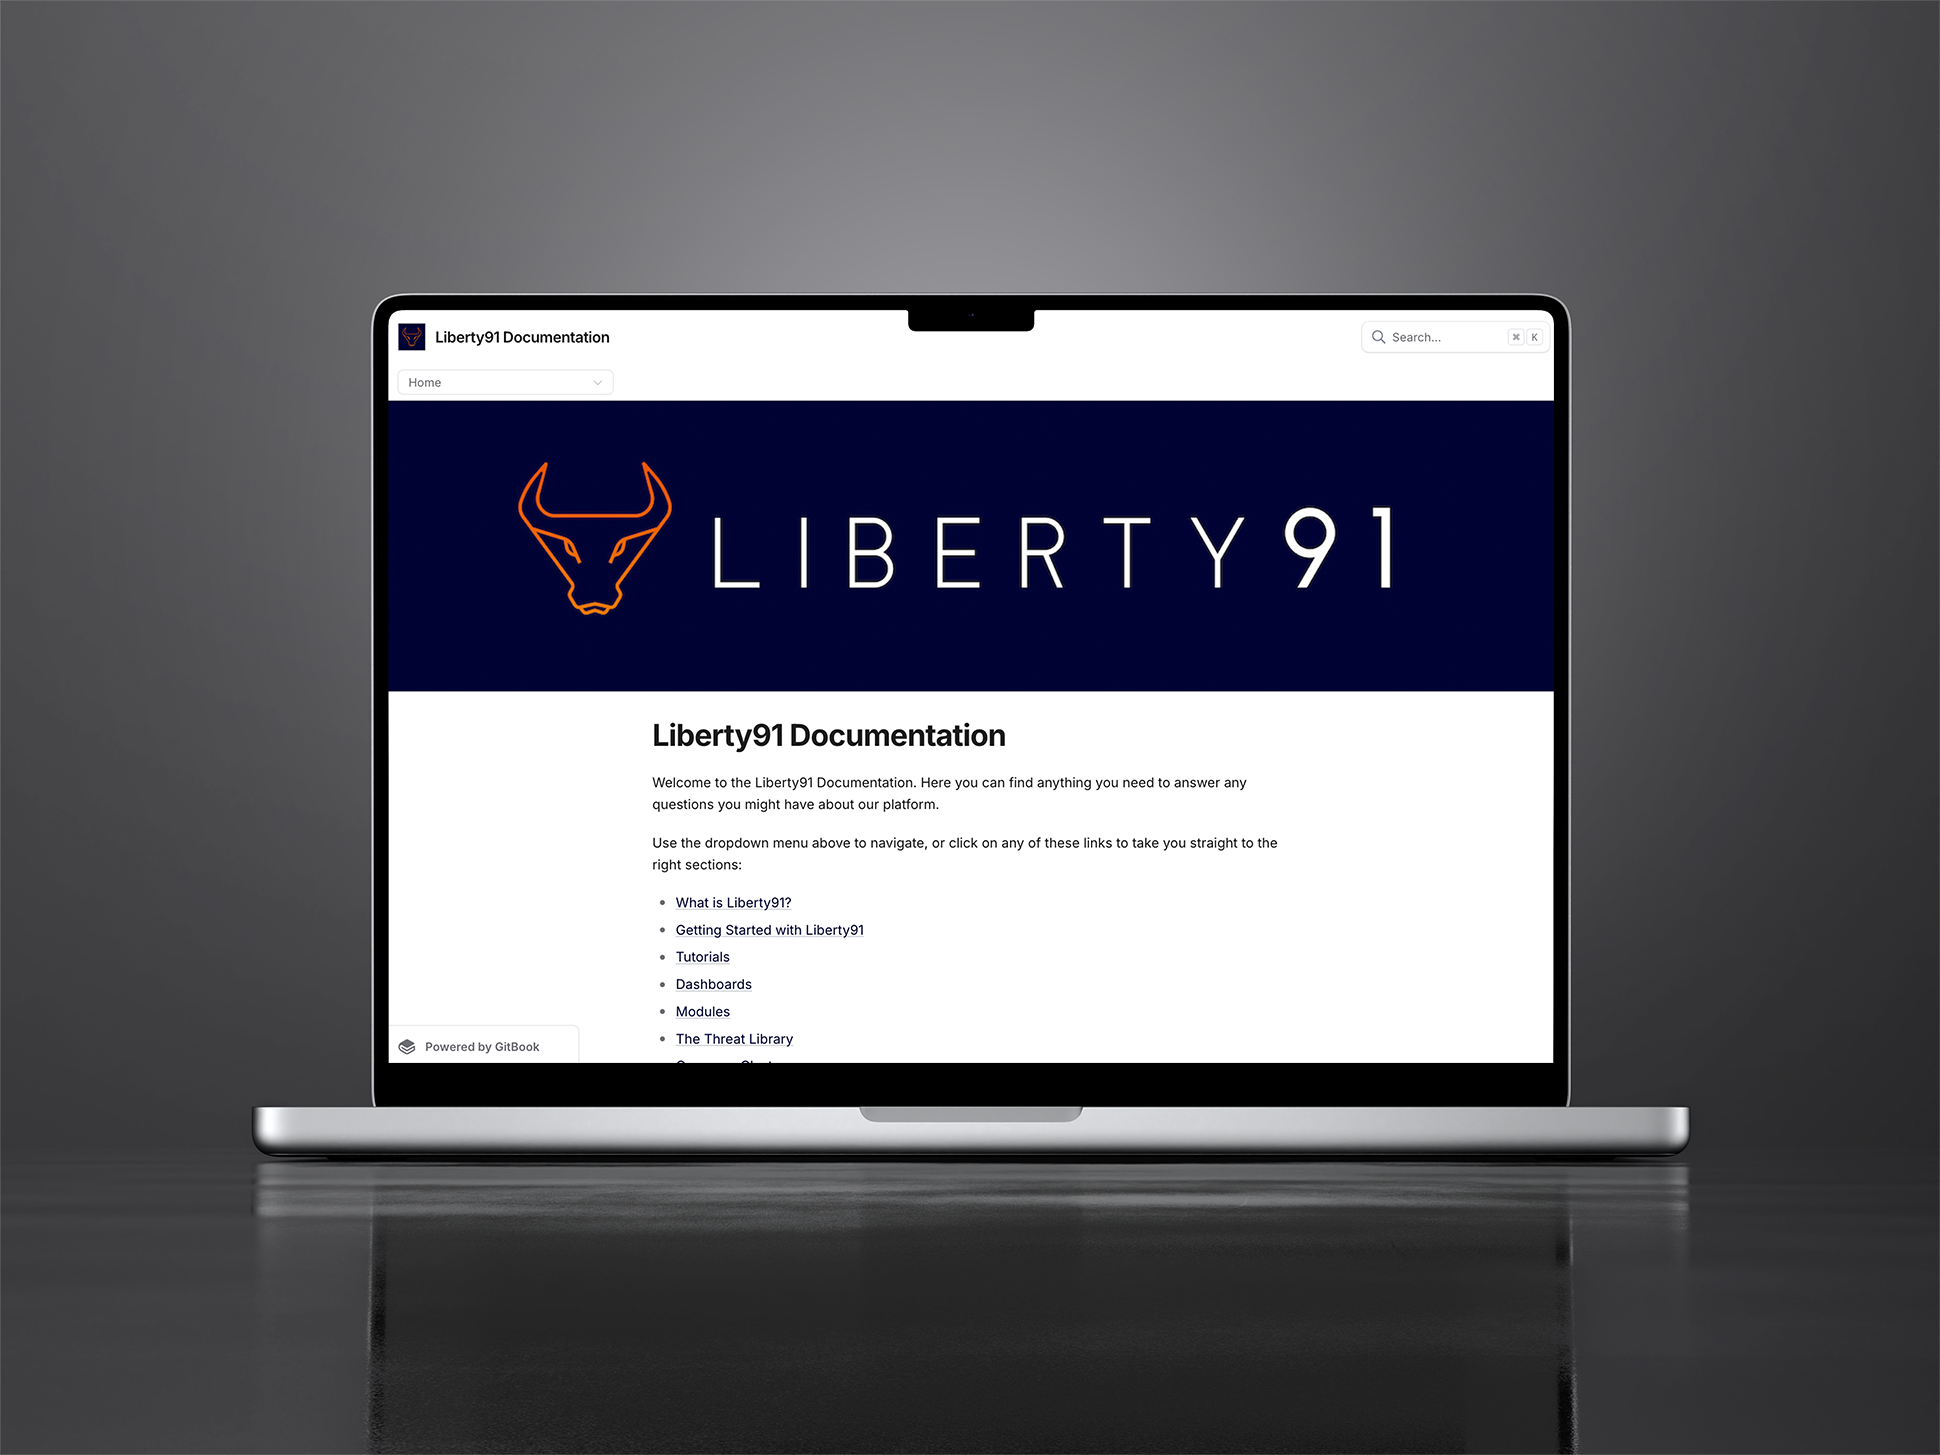 Liberty91 Documentation
Search...
⌘ K
Home
LIBERTY91
Liberty91 Documentation
Welcome to the Liberty91 Documentation. Here you can find anything you need to answer any
questions you might have about our platform.
Use the dropdown menu above to navigate, or click on any of these links to take you straight to the
right sections:
What is Liberty91?
Getting Started with Liberty91
Tutorials
Dashboards
Modules
The Threat Library
Powered by GitBook